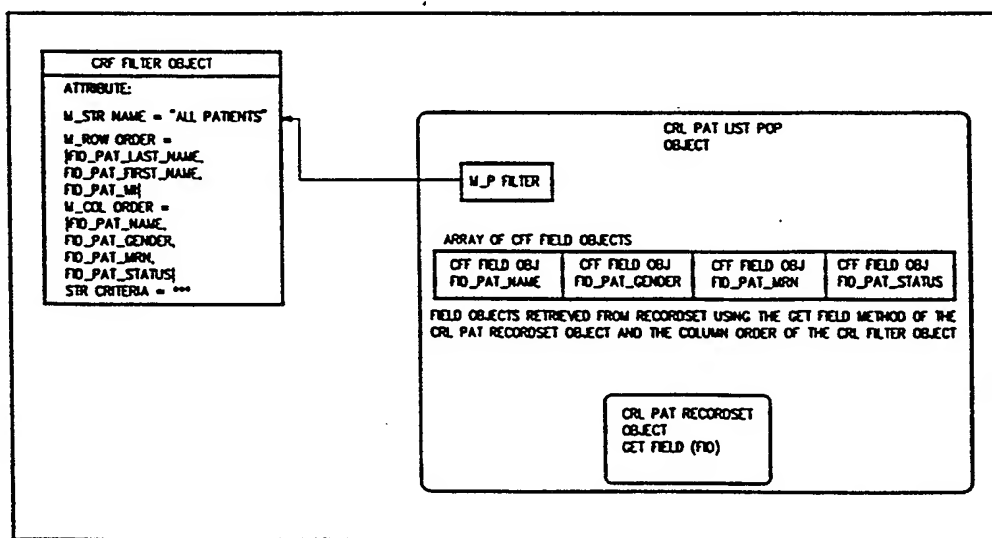 CRF FILTER OBJECT
ATTRIBUTE:
M_STR NAME = "ALL PATIENTS"
M_ROW ORDER =
[FID_PAT_LAST_NAME,
FID_PAT_FIRST_NAME,
FID_PAT_MI]
M_COL ORDER =
[FID_PAT_NAME,
FID_PAT_GENDER,
FID_PAT_MRN,
FID_PAT_STATUS]
STR CRITERIA = """
CRL PAT LIST POP
OBJECT
M_P FILTER
ARRAY OF CFF FIELD OBJECTS
CFF FIELD OBJ
FID_PAT_NAME
CFF FIELD OBJ
FID_PAT_GENDER
CFF FIELD OBJ
FID_PAT_MRN
CFF FIELD OBJ
FID_PAT_STATUS
FIELD OBJECTS RETRIEVED FROM RECORDSET USING THE GET FIELD METHOD OF THE
CRL PAT RECORDSET OBJECT AND THE COLUMN ORDER OF THE CRL FILTER OBJECT
CRL PAT RECORDSET
OBJECT
GET FIELD (FID)